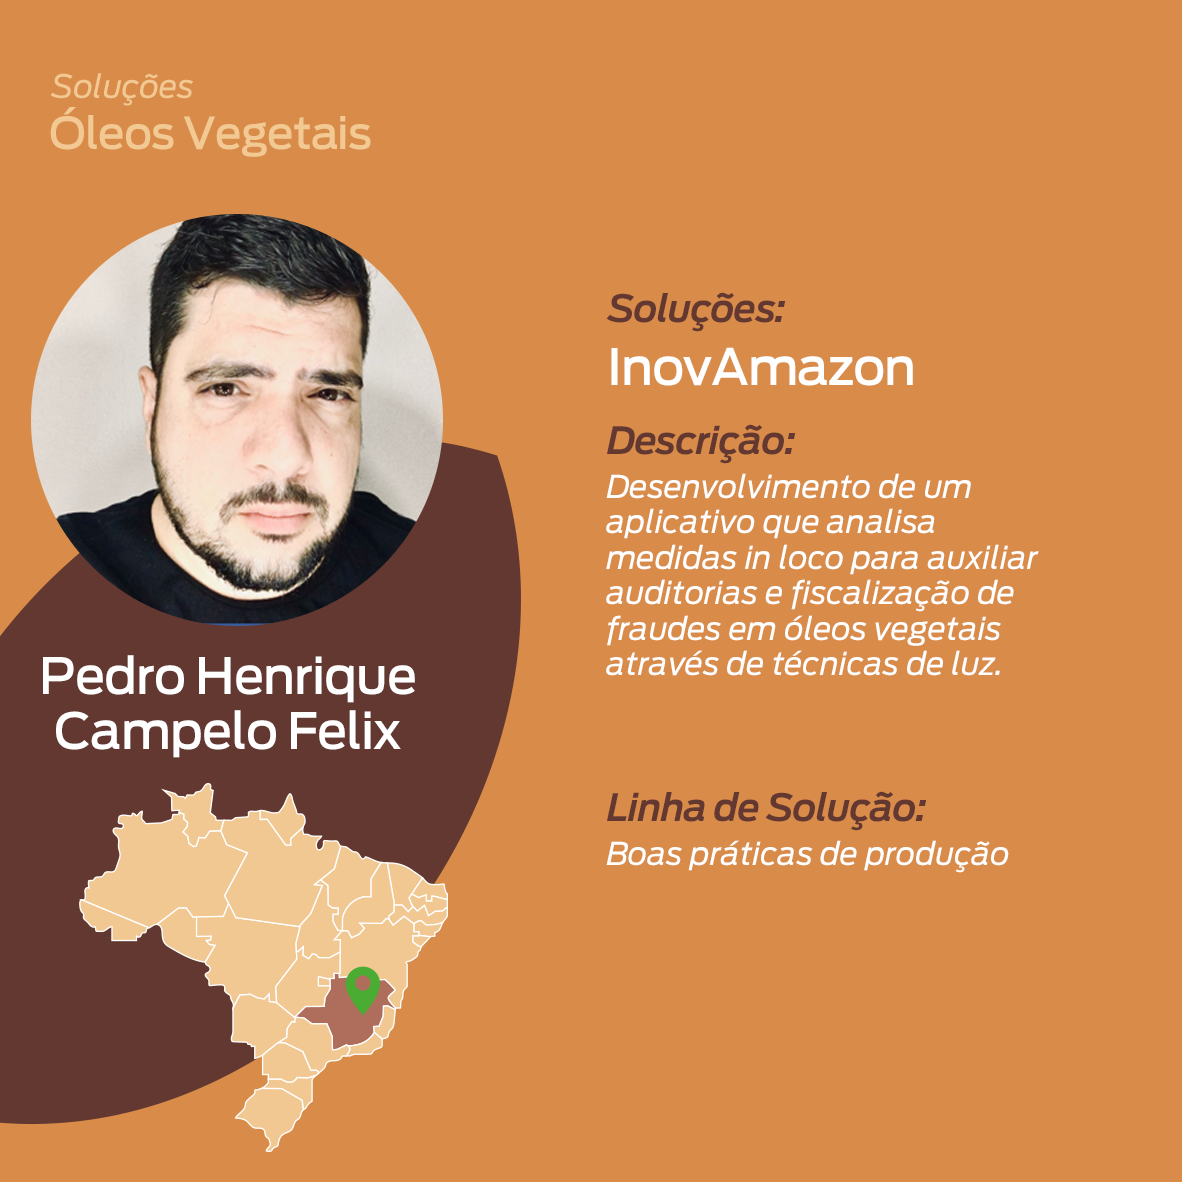 Soluções
Óleos Vegetais
Pedro Henrique
Campelo Felix
Soluções:
InovAmazon
Descrição:
Desenvolvimento de um
aplicativo que analisa
medidas in loco para auxiliar
auditorias e fiscalização de
fraudes em óleos vegetais
através de técnicas de luz.
Linha de Solução:
Boas práticas de produção